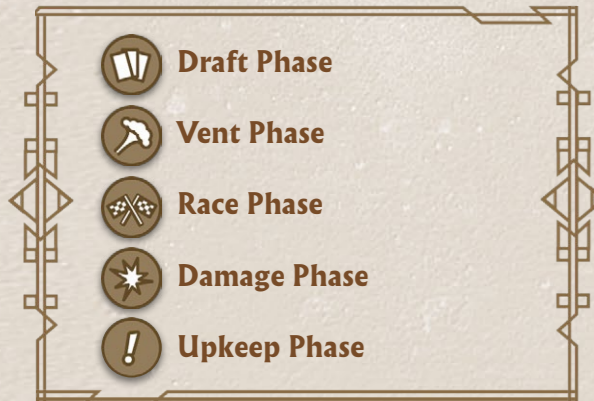 Draft Phase
Vent Phase
Race Phase
Damage Phase
Upkeep Phase